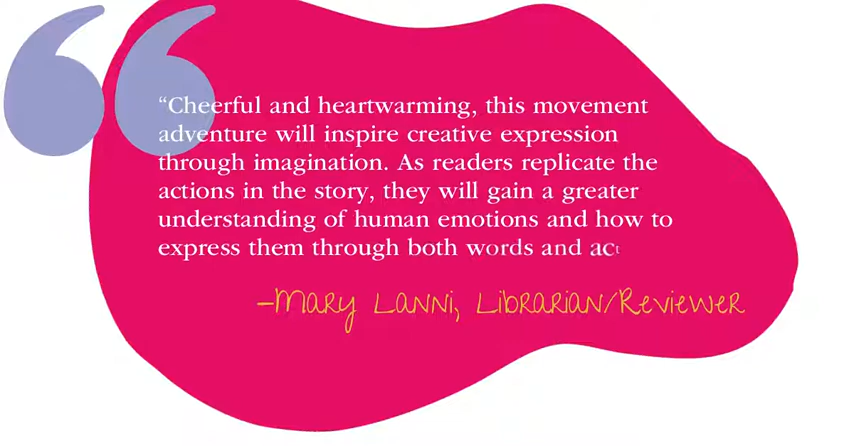 “Cheerful and heartwarming, this movement
adventure will inspire creative expression
through imagination. As readers replicate the
actions in the story, they will gain a greater
understanding of human emotions and how to
express them through both words and act
–Mary Lanni, Librarian/Reviewer